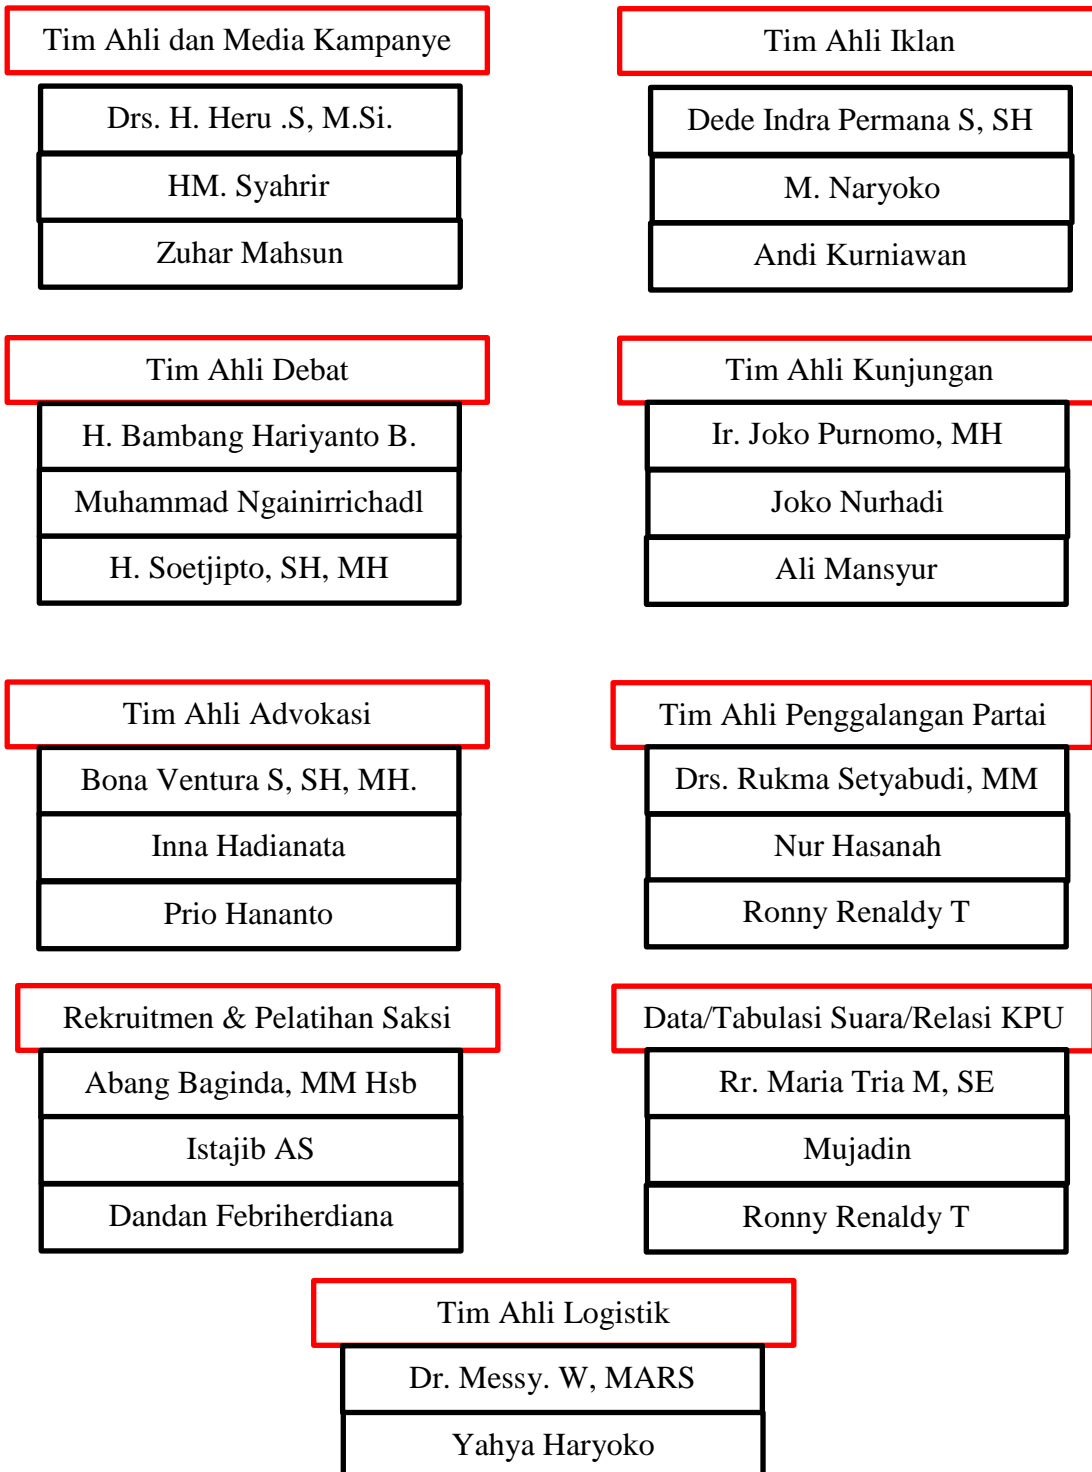 Tim Ahli dan Media Kampanye
Drs. H. Heru .S, M.Si.
HM. Syahrir
Zuhar Mahsun
Tim Ahli Iklan
Dede Indra Permana S, SH
M. Naryoko
Andi Kurniawan
Tim Ahli Debat
H. Bambang Hariyanto B.
Muhammad Ngainirrichadl
H. Soetjipto, SH, MH
Tim Ahli Kunjungan
Ir. Joko Purnomo, MH
Joko Nurhadi
Ali Mansyur
Tim Ahli Advokasi
Bona Ventura S, SH, MH.
Inna Hadianata
Prio Hananto
Tim Ahli Penggalangan Partai
Drs. Rukma Setyabudi, MM
Nur Hasanah
Ronny Renaldy T
Rekruitmen & Pelatihan Saksi
Abang Baginda, MM Hsb
Istajib AS
Dandan Febriherdiana
Data/Tabulasi Suara/Relasi KPU
Rr. Maria Tria M, SE
Mujadin
Ronny Renaldy T
Tim Ahli Logistik
Dr. Messy. W, MARS
Yahya Haryoko